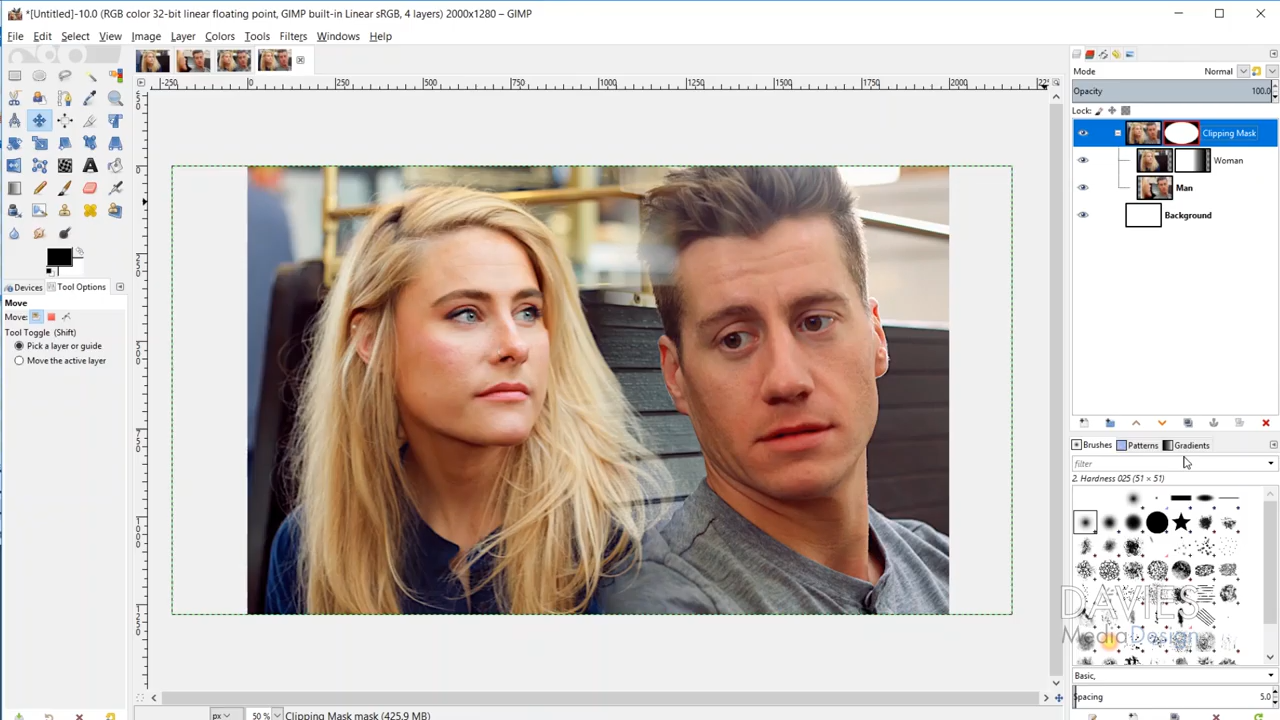 *[Untitled]-10.0 (RGB color 32-bit linear floating point, GIMP built-in Linear sRGB, 4 layers) 2000x1280 – GIMP
File Edit Select View Image Layer Colors Tools Filters Windows Help
-250 0 250 500 750 1000 1250 1500 1750 2000
Devices Tool Options
Move
Move:
Tool Toggle (Shift)
Pick a layer or guide
Move the active layer
Mode Normal
Opacity 100.0
Lock:
Clipping Mask
Woman
Man
Background
Brushes Patterns Gradients
filter
2. Hardness 025 (51 × 51)
DAVIES
MediaDesign
Basic,
Spacing 5.0
px 50 % Clipping Mask mask (425.9 MB)